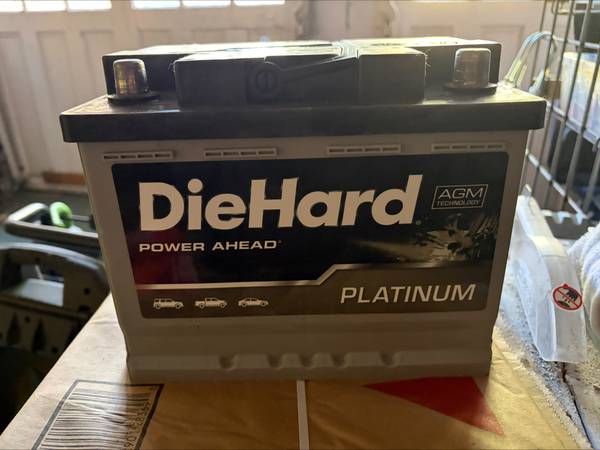 DieHard
AGM
TECHNOLOGY
POWER AHEAD®
PLATINUM